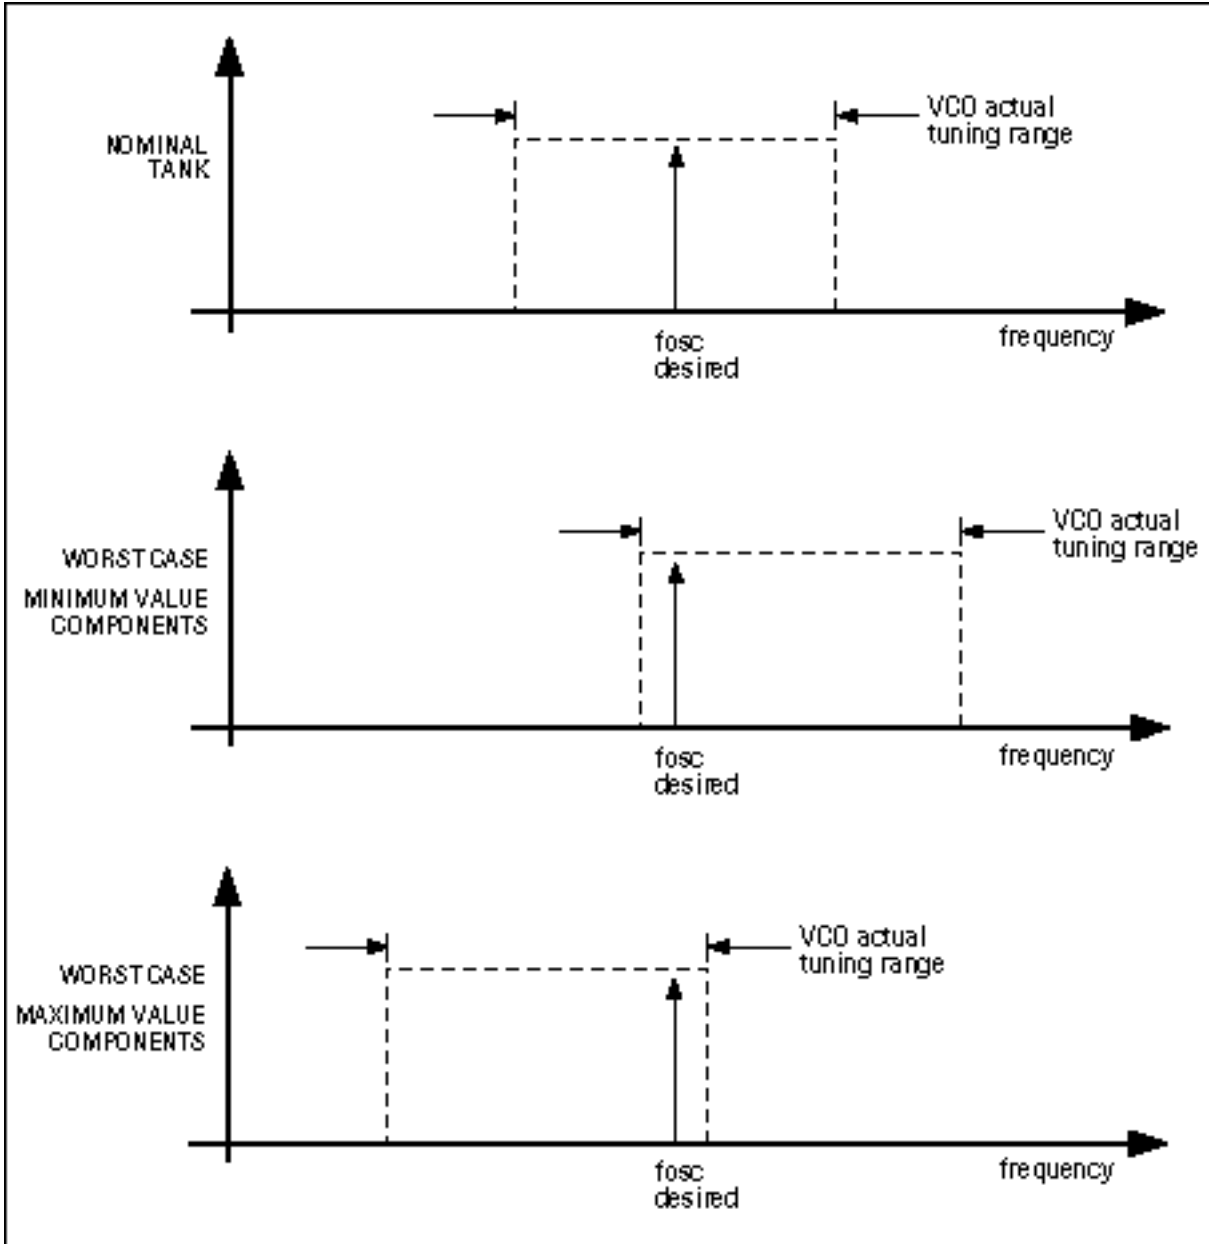 VCO actual
tuning range
NOMINAL
TANK
fosc
desired
frequency
VCO actual
tuning range
WORST CASE
MINIMUM VALUE
COMPONENTS
fosc
desired
frequency
VCO actual
tuning range
WORST CASE
MAXIMUM VALUE
COMPONENTS
fosc
desired
frequency